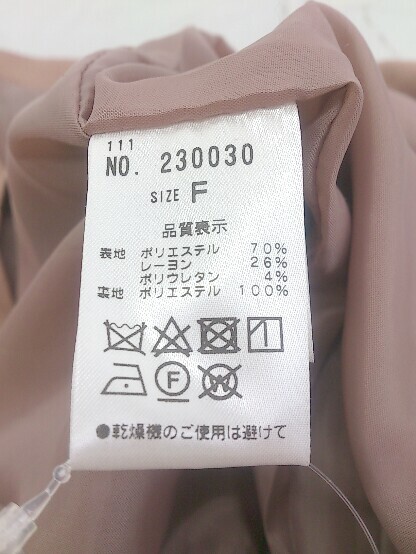 111
NO. 230030
SIZE F
品質表示
表地 ポリエステル 70%
レーヨン 26%
ポリウレタン 4%
裏地 ポリエステル 100%
F W
●乾燥機のご使用は避けて